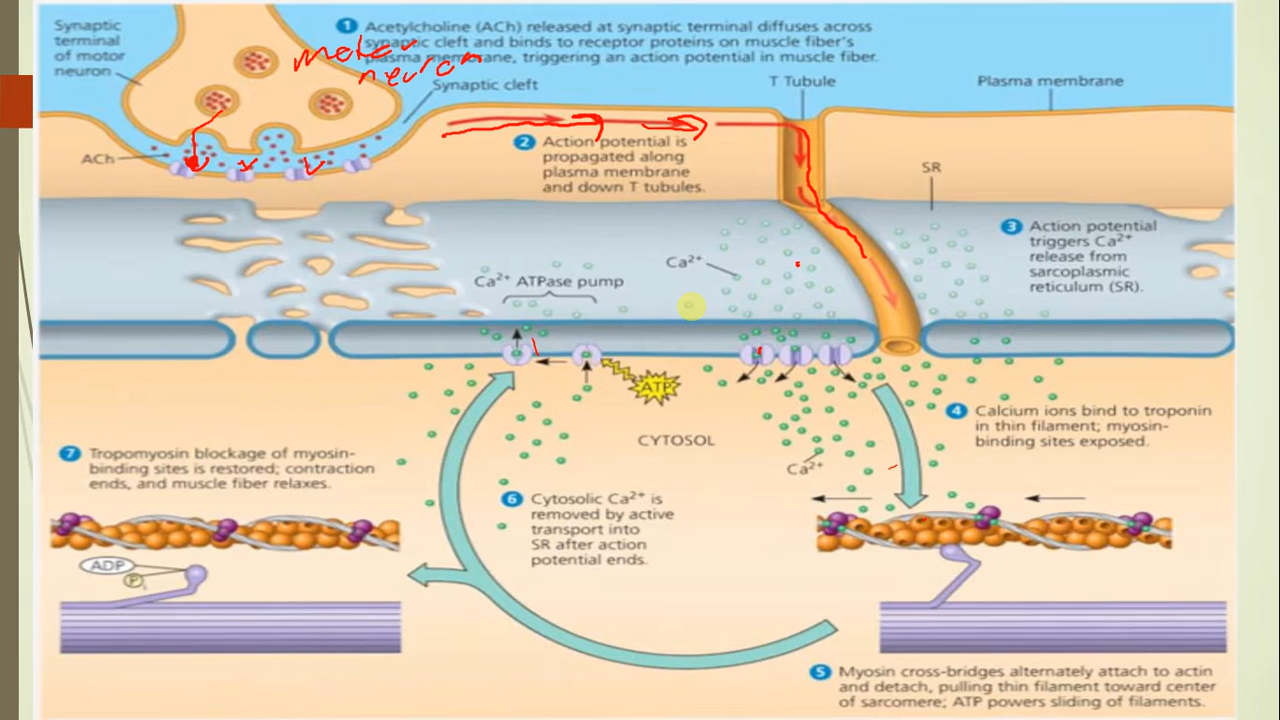 Synaptic
terminal
of motor
neuron
1 Acetylcholine (ACh) released at synaptic terminal diffuses across
synaptic cleft and binds to receptor proteins on muscle fiber's
plasma membrane, triggering an action potential in muscle fiber.
motor
neuron
Synaptic cleft
T Tubule
Plasma membrane
ACh
2 Action potential is
propagated along
plasma membrane
and down T tubules.
SR
3 Action potential
triggers Ca²⁺
release from
sarcoplasmic
reticulum (SR).
Ca²⁺
Ca²⁺ ATPase pump
ATP
4 Calcium ions bind to troponin
in thin filament; myosin-
binding sites exposed.
CYTOSOL
Ca²⁺
7 Tropomyosin blockage of myosin-
binding sites is restored; contraction
ends, and muscle fiber relaxes.
6 Cytosolic Ca²⁺ is
removed by active
transport into
SR after action
potential ends.
ADP
Pi
5 Myosin cross-bridges alternately attach to actin
and detach, pulling thin filament toward center
of sarcomere; ATP powers sliding of filaments.